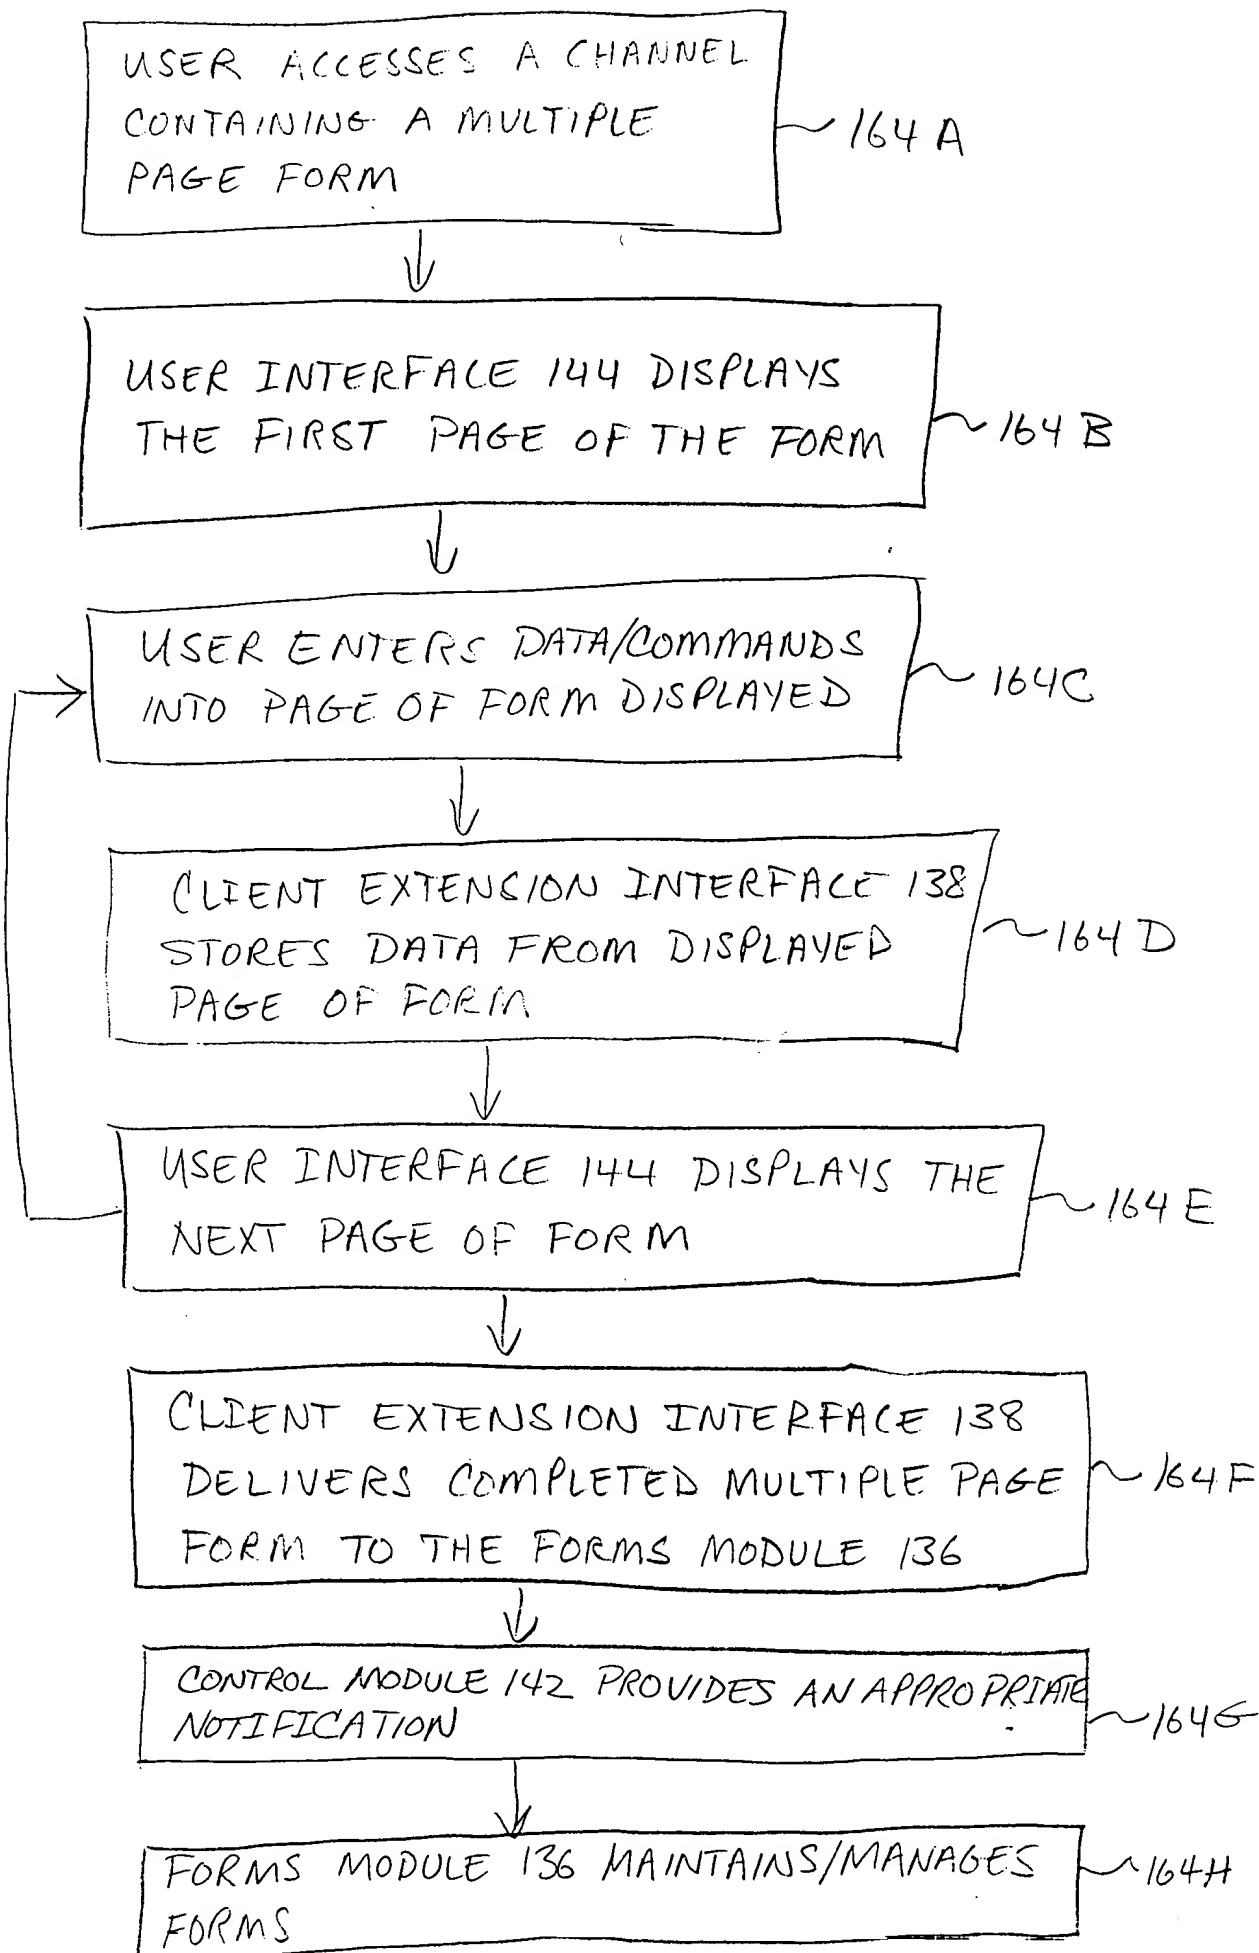 USER ACCESSES A CHANNEL
CONTAINING A MULTIPLE
PAGE FORM
164A
USER INTERFACE 144 DISPLAYS
THE FIRST PAGE OF THE FORM
164B
USER ENTERS DATA/COMMANDS
INTO PAGE OF FORM DISPLAYED
164C
CLIENT EXTENSION INTERFACE 138
STORES DATA FROM DISPLAYED
PAGE OF FORM
164D
USER INTERFACE 144 DISPLAYS THE
NEXT PAGE OF FORM
164E
CLIENT EXTENSION INTERFACE 138
DELIVERS COMPLETED MULTIPLE PAGE
FORM TO THE FORMS MODULE 136
164F
CONTROL MODULE 142 PROVIDES AN APPROPRIATE
NOTIFICATION
164G
FORMS MODULE 136 MAINTAINS/MANAGES
FORMS
164H